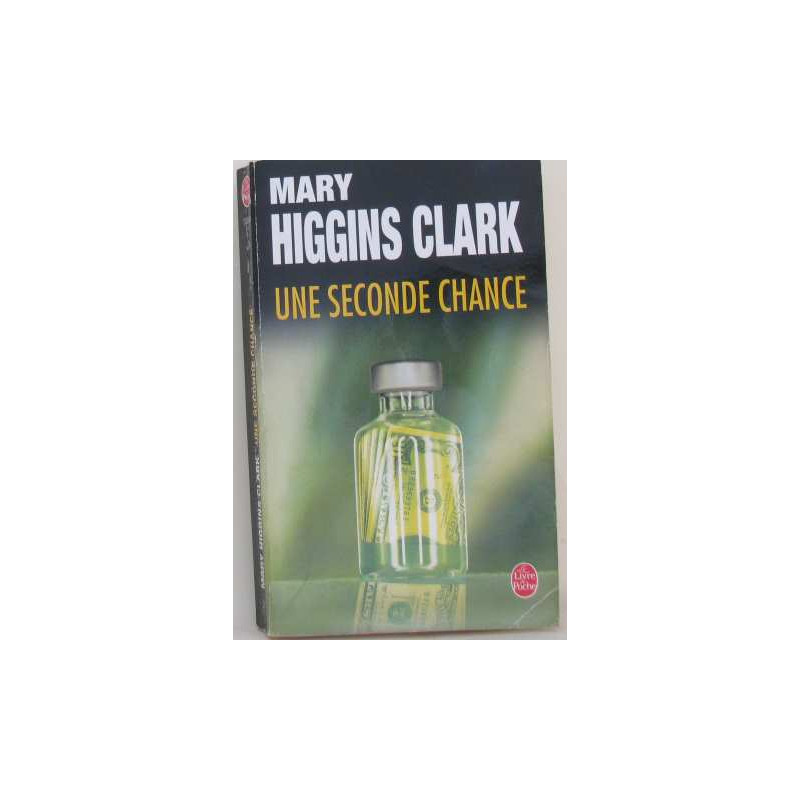 MARY
HIGGINS CLARK
UNE SECONDE CHANCE
MARY HIGGINS CLARK - UNE SECONDE CHANCE
Le
Livre
de
Poche